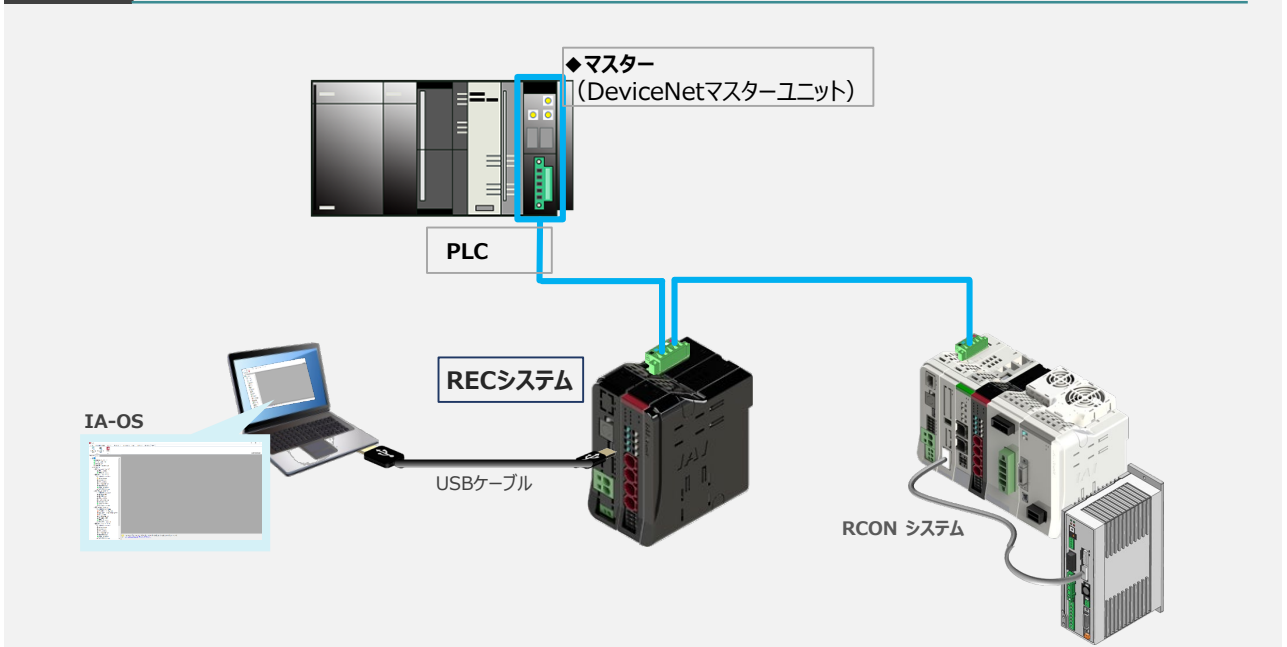 ◆マスター
（DeviceNetマスターユニット）
PLC
RECシステム
IA-OS
USBケーブル
RCON システム
IAI